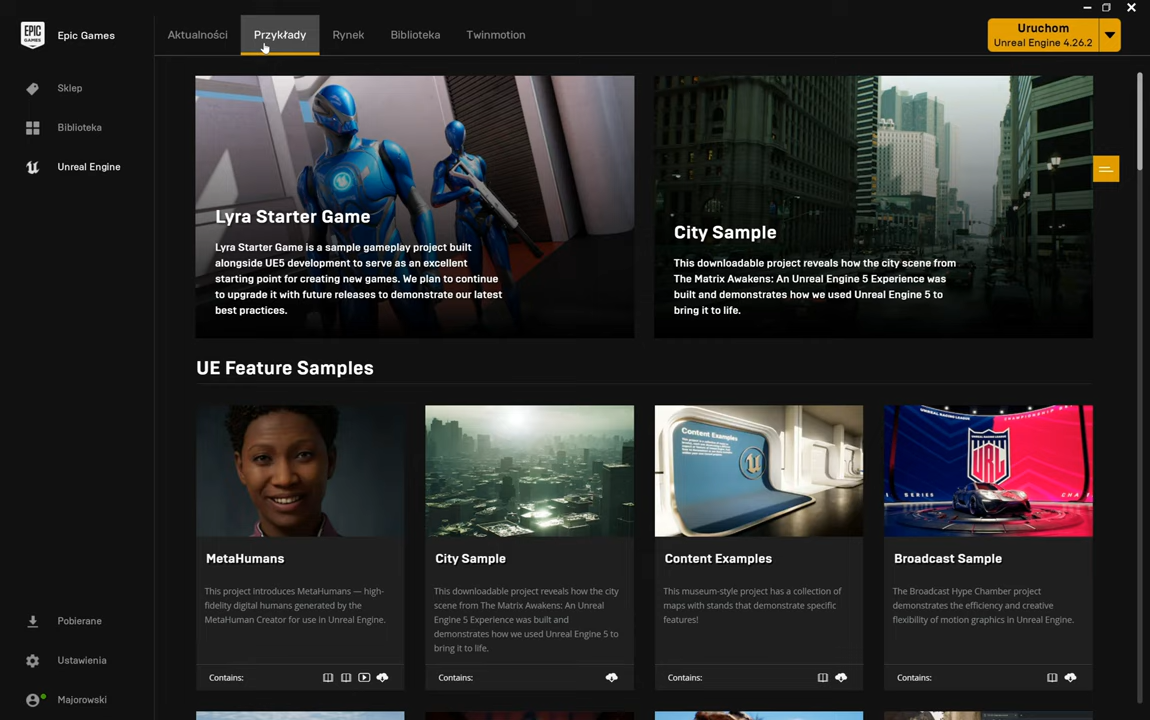 EPIC
GAMES
Epic Games
Aktualności
Przykłady
Rynek
Biblioteka
Twinmotion
Uruchom
Unreal Engine 4.26.2
Sklep
Biblioteka
Unreal Engine
Lyra Starter Game
Lyra Starter Game is a sample gameplay project built
alongside UE5 development to serve as an excellent
starting point for creating new games. We plan to continue
to upgrade it with future releases to demonstrate our latest
best practices.
City Sample
This downloadable project reveals how the city scene from
The Matrix Awakens: An Unreal Engine 5 Experience was
built and demonstrates how we used Unreal Engine 5 to
bring it to life.
UE Feature Samples
Content Examples
URL
MetaHumans
This project introduces MetaHumans — high-
fidelity digital humans generated by the
MetaHuman Creator for use in Unreal Engine.
Contains:
City Sample
This downloadable project reveals how the city
scene from The Matrix Awakens: An Unreal
Engine 5 Experience was built and
demonstrates how we used Unreal Engine 5 to
bring it to life.
Contains:
Content Examples
This museum-style project has a collection of
maps with stands that demonstrate specific
features!
Contains:
Broadcast Sample
The Broadcast Hype Chamber project
demonstrates the efficiency and creative
flexibility of motion graphics in Unreal Engine.
Contains:
Pobierane
Ustawienia
Majorowski